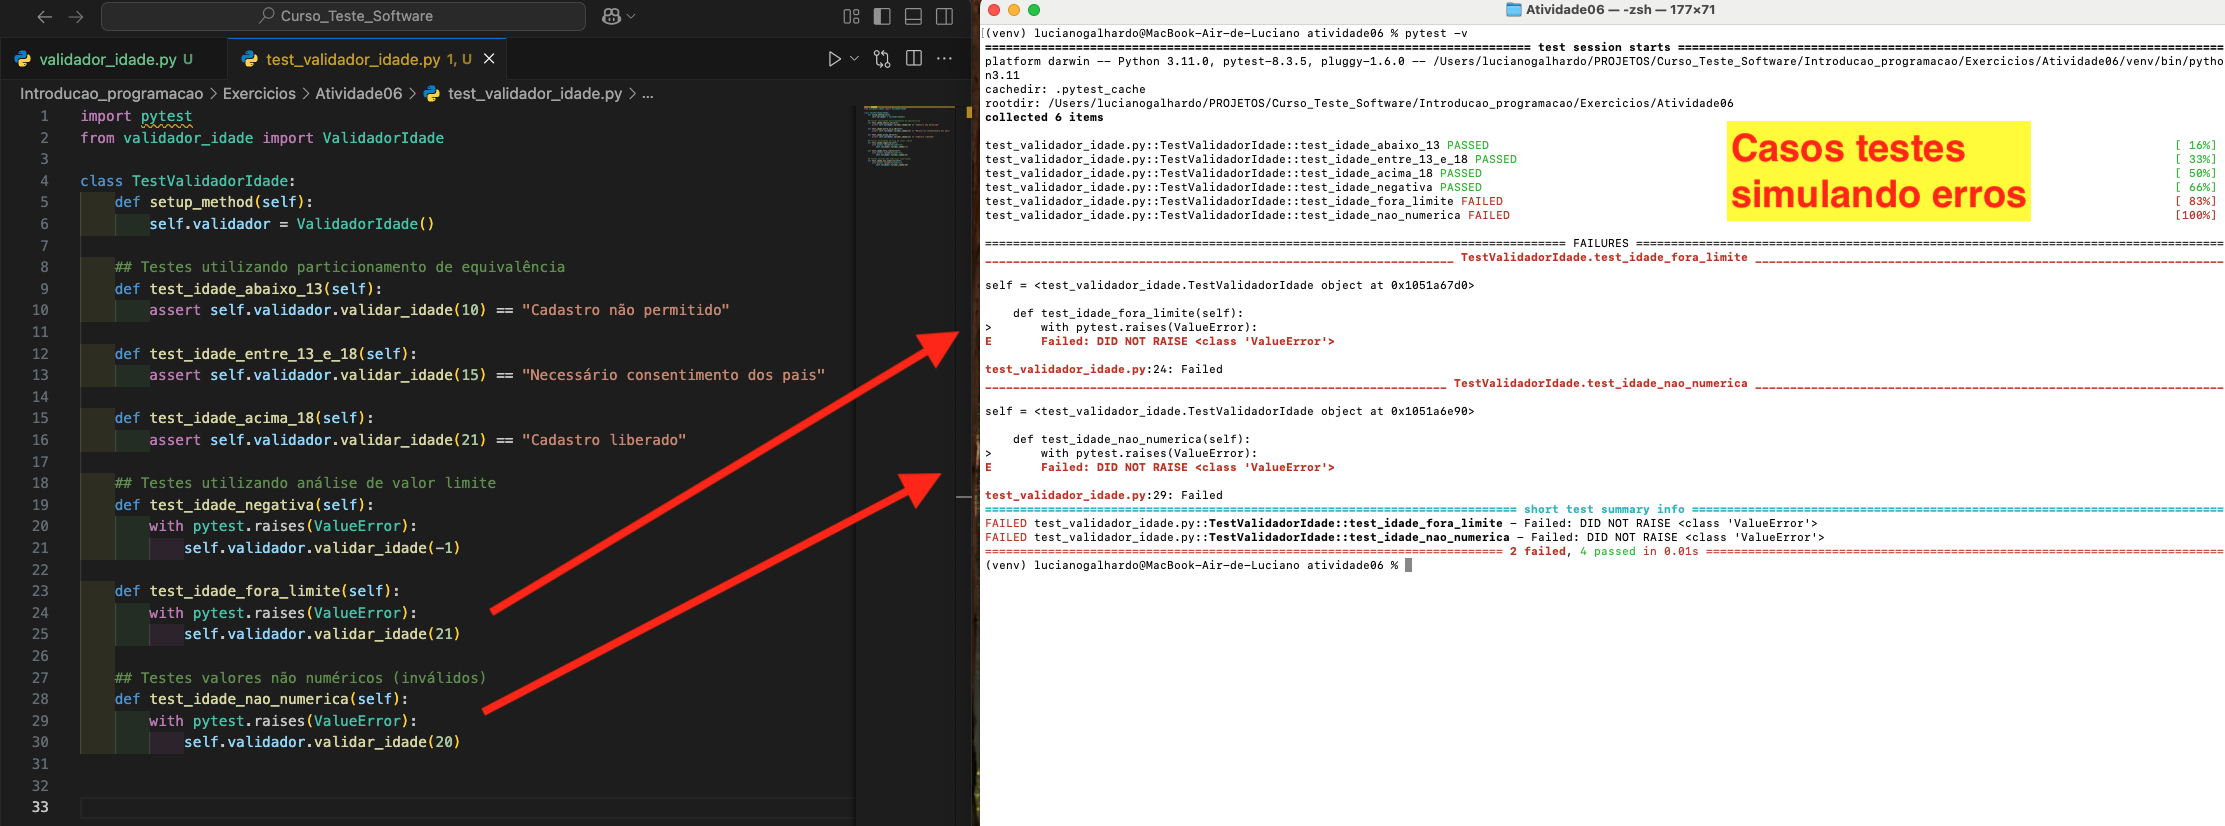 Curso_Teste_Software
validador_idade.py U
test_validador_idade.py 1, U
Introducao_programacao > Exercicios > Atividade06 > test_validador_idade.py > ...
1 import pytest
2 from validador_idade import ValidadorIdade
3
4 class TestValidadorIdade:
5 def setup_method(self):
6 self.validador = ValidadorIdade()
7
8 ## Testes utilizando particionamento de equivalência
9 def test_idade_abaixo_13(self):
10 assert self.validador.validar_idade(10) == "Cadastro não permitido"
11
12 def test_idade_entre_13_e_18(self):
13 assert self.validador.validar_idade(15) == "Necessário consentimento dos pais"
14
15 def test_idade_acima_18(self):
16 assert self.validador.validar_idade(21) == "Cadastro liberado"
17
18 ## Testes utilizando análise de valor limite
19 def test_idade_negativa(self):
20 with pytest.raises(ValueError):
21 self.validador.validar_idade(-1)
22
23 def test_idade_fora_limite(self):
24 with pytest.raises(ValueError):
25 self.validador.validar_idade(21)
26
27 ## Testes valores não numéricos (inválidos)
28 def test_idade_nao_numerica(self):
29 with pytest.raises(ValueError):
30 self.validador.validar_idade(20)
31
32
33
Atividade06 — -zsh — 177×71
(venv) lucianogalhardo@MacBook-Air-de-Luciano atividade06 % pytest -v
test session starts
platform darwin -- Python 3.11.0, pytest-8.3.5, pluggy-1.6.0 -- /Users/lucianogalhardo/PROJETOS/Curso_Teste_Software/Introducao_programacao/Exercicios/Atividade06/venv/bin/pytho
n3.11
cachedir: .pytest_cache
rootdir: /Users/lucianogalhardo/PROJETOS/Curso_Teste_Software/Introducao_programacao/Exercicios/Atividade06
collected 6 items
test_validador_idade.py::TestValidadorIdade::test_idade_abaixo_13 PASSED [ 16%]
test_validador_idade.py::TestValidadorIdade::test_idade_entre_13_e_18 PASSED [ 33%]
test_validador_idade.py::TestValidadorIdade::test_idade_acima_18 PASSED [ 50%]
test_validador_idade.py::TestValidadorIdade::test_idade_negativa PASSED [ 66%]
test_validador_idade.py::TestValidadorIdade::test_idade_fora_limite FAILED [ 83%]
test_validador_idade.py::TestValidadorIdade::test_idade_nao_numerica FAILED [100%]
Casos testes
simulando erros
FAILURES
TestValidadorIdade.test_idade_fora_limite
self = <test_validador_idade.TestValidadorIdade object at 0x1051a67d0>
def test_idade_fora_limite(self):
> with pytest.raises(ValueError):
E Failed: DID NOT RAISE <class 'ValueError'>
test_validador_idade.py:24: Failed
TestValidadorIdade.test_idade_nao_numerica
self = <test_validador_idade.TestValidadorIdade object at 0x1051a6e90>
def test_idade_nao_numerica(self):
> with pytest.raises(ValueError):
E Failed: DID NOT RAISE <class 'ValueError'>
test_validador_idade.py:29: Failed
short test summary info
FAILED test_validador_idade.py::TestValidadorIdade::test_idade_fora_limite - Failed: DID NOT RAISE <class 'ValueError'>
FAILED test_validador_idade.py::TestValidadorIdade::test_idade_nao_numerica - Failed: DID NOT RAISE <class 'ValueError'>
2 failed, 4 passed in 0.01s
(venv) lucianogalhardo@MacBook-Air-de-Luciano atividade06 %